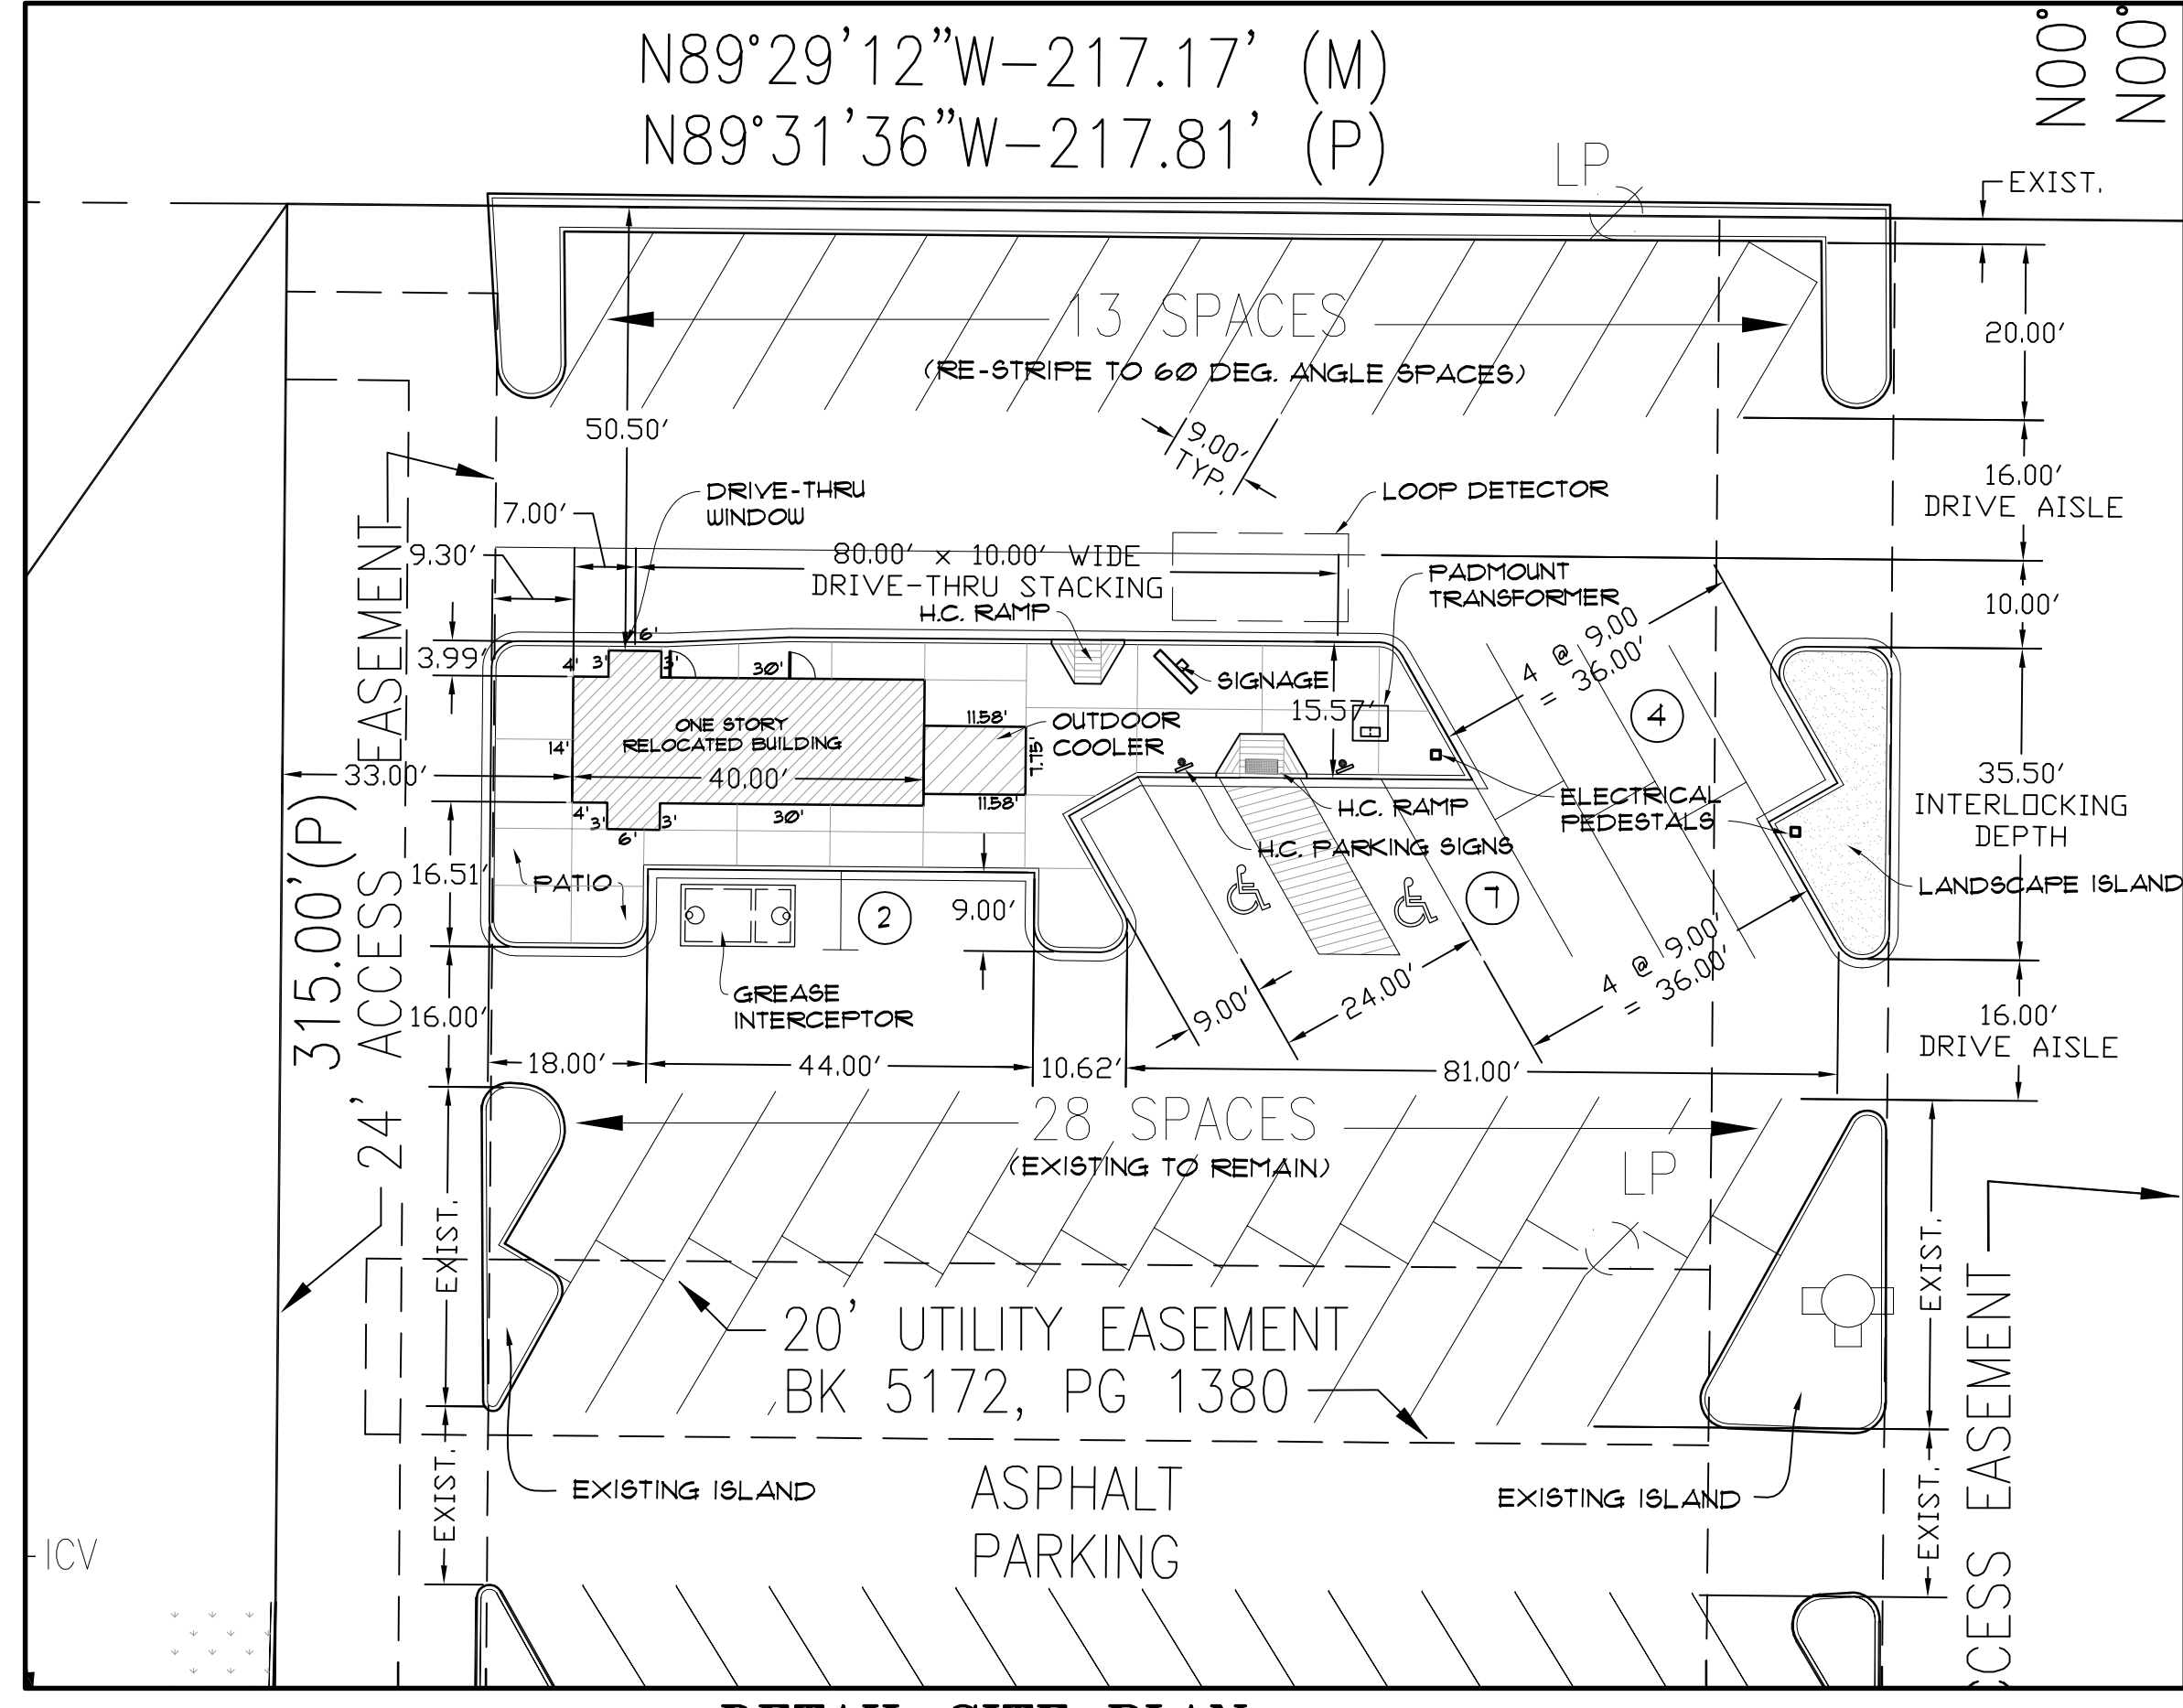 N89°29'12"W-217.17' (M)
N89°31'36"W-217.81' (P)
N00°
N00°
LP
EXIST.
13 SPACES
(RE-STRIPE TO 60 DEG. ANGLE SPACES)
20.00'
50.50'
9.00'
TYP.
16.00'
DRIVE AISLE
DRIVE-THRU
WINDOW
LOOP DETECTOR
7.00'
9.30'
80.00' x 10.00' WIDE
DRIVE-THRU STACKING
PADMOUNT
TRANSFORMER
H.C. RAMP
10.00'
4 @ 9.00
= 36.00'
3.99'
6'
4'
3'
3'
30'
SIGNAGE
15.57'
4
ONE STORY
RELOCATED BUILDING
11.58'
OUTDOOR
COOLER
14'
7.75'
33.00'
40.00'
11.58'
35.50'
INTERLOCKING
DEPTH
H.C. RAMP
ELECTRICAL
PEDESTALS
4'
3'
6'
3'
30'
H.C. PARKING SIGNS
16.51'
PATIO
2
9.00'
7
LANDSCAPE ISLAND
315.00'(P)
24' ACCESS EASEMENT
GREASE
INTERCEPTOR
9.00'
24.00'
4 @ 9.00'
= 36.00'
16.00'
16.00'
DRIVE AISLE
18.00'
44.00'
10.62'
81.00'
28 SPACES
(EXISTING TO REMAIN)
LP
EXIST.
EXIST.
20' UTILITY EASEMENT
BK 5172, PG 1380
EXISTING ISLAND
EXISTING ISLAND
ASPHALT
PARKING
EXIST.
EXIST.
CCESS EASEMENT
ICV
DETAIL SITE PLAN